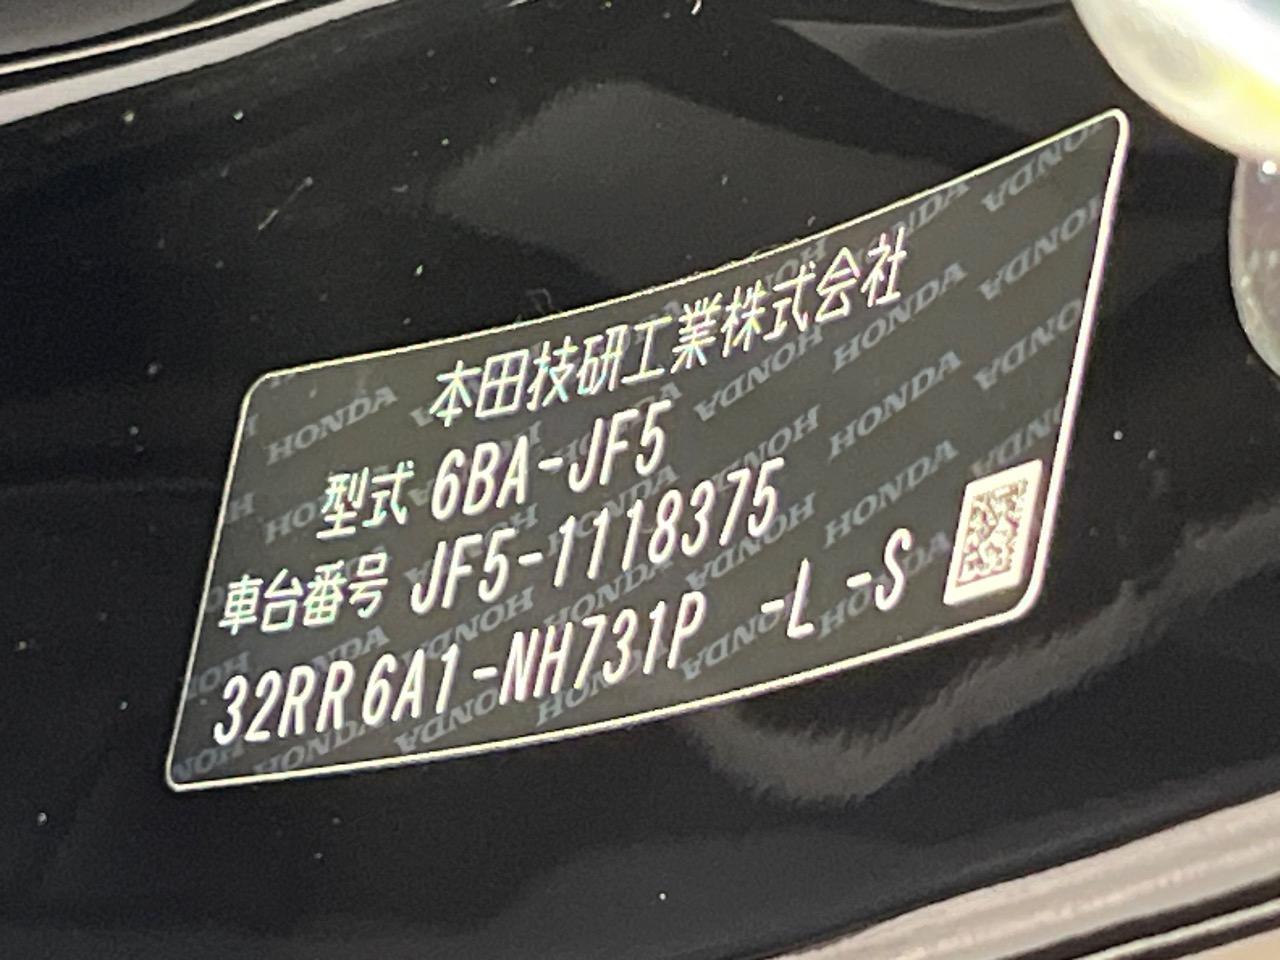 本田技研工業株式会社
型式 6BA-JF5
車台番号 JF5-1118375
32RR6A1-NH731P -L -S